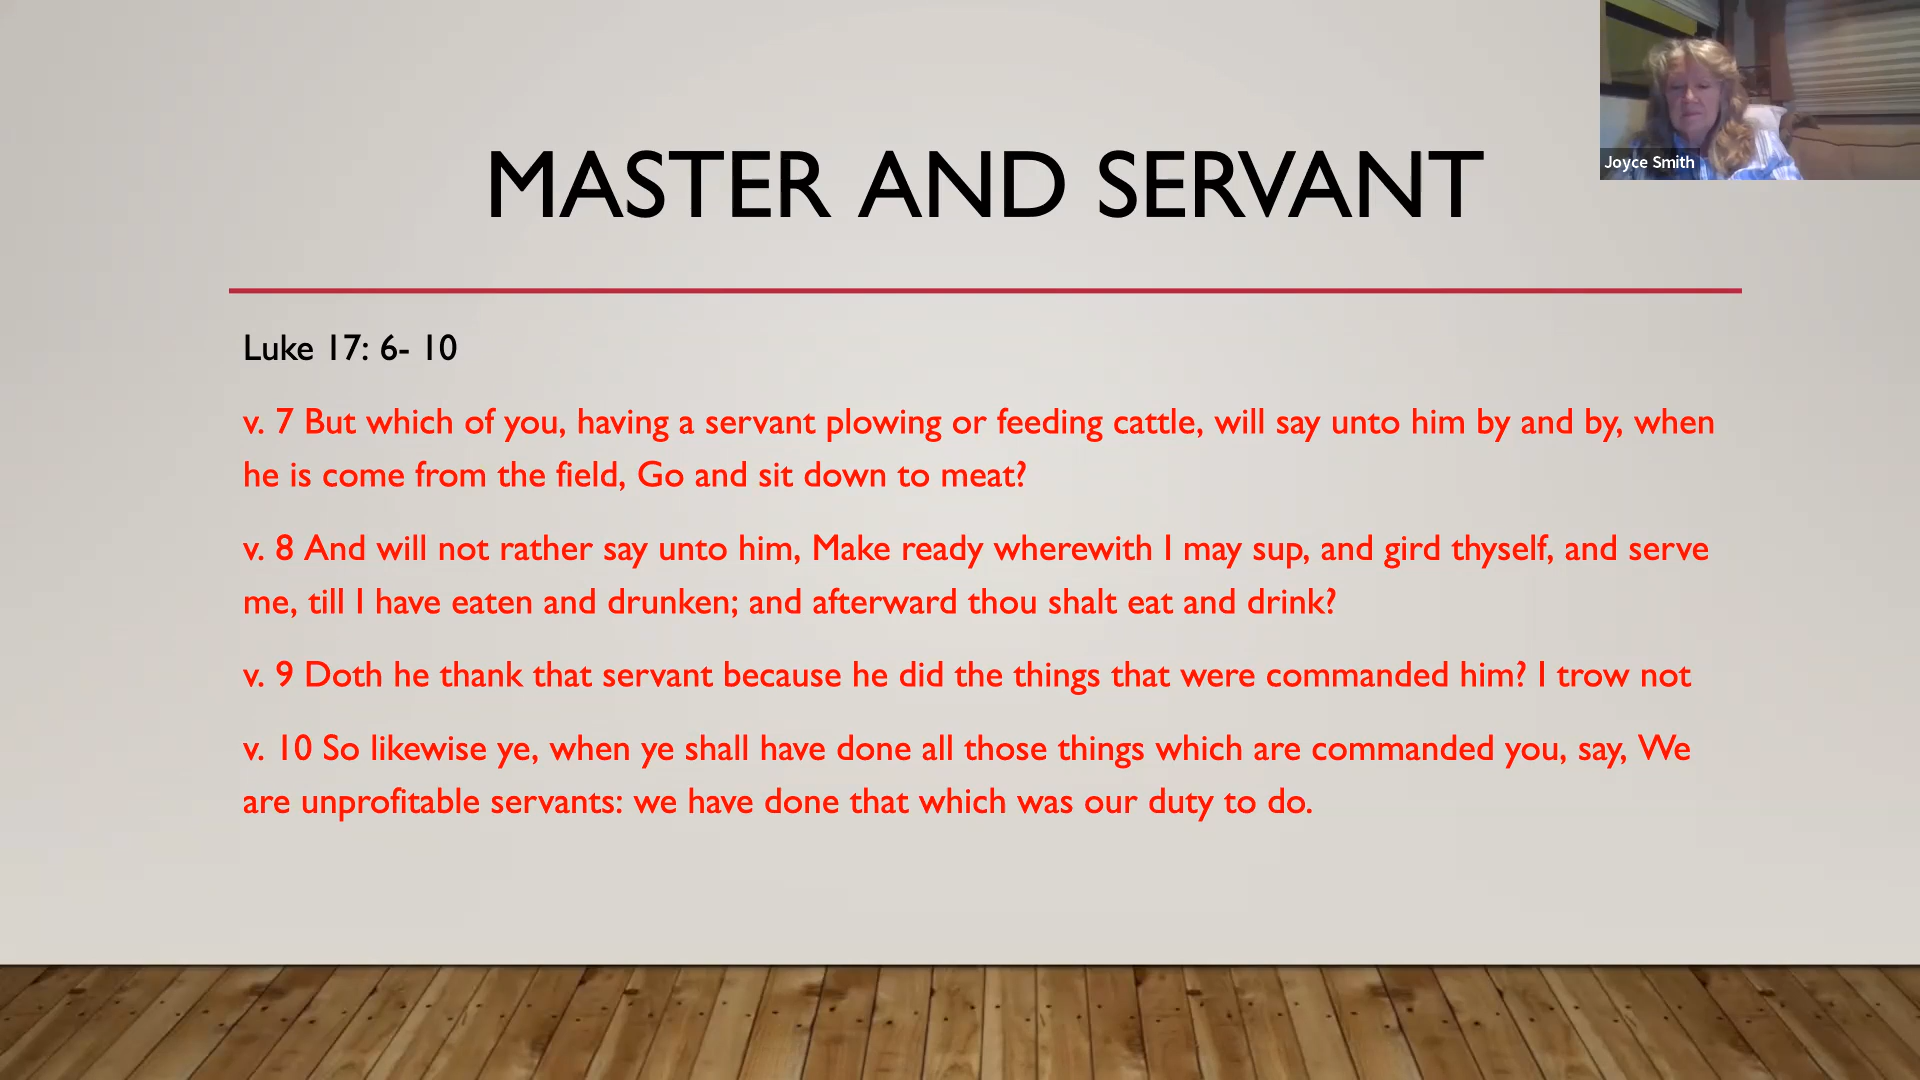 MASTER AND SERVANT
Joyce Smith
Luke 17: 6- 10
v. 7 But which of you, having a servant plowing or feeding cattle, will say unto him by and by, when
he is come from the field, Go and sit down to meat?
v. 8 And will not rather say unto him, Make ready wherewith I may sup, and gird thyself, and serve
me, till I have eaten and drunken; and afterward thou shalt eat and drink?
v. 9 Doth he thank that servant because he did the things that were commanded him? I trow not
v. 10 So likewise ye, when ye shall have done all those things which are commanded you, say, We
are unprofitable servants: we have done that which was our duty to do.